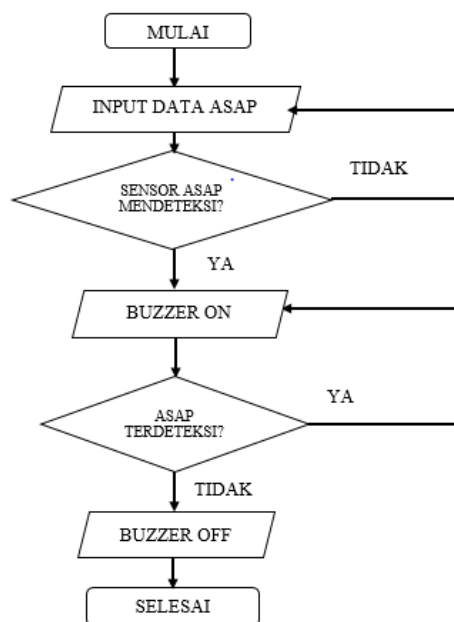 MULAI
INPUT DATA ASAP
TIDAK
SENSOR ASAP
MENDETEKSI?
YA
BUZZER ON
YA
ASAP
TERDETEKSI?
TIDAK
BUZZER OFF
SELESAI